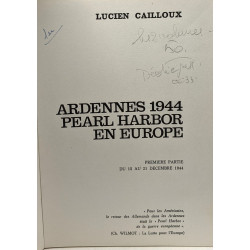 LUCIEN CAILLOUX
ARDENNES 1944
PEARL HARBOR
EN EUROPE
PREMIÈRE PARTIE
DU 16 AU 21 DÉCEMBRE 1944
« Pour les Américains,
le retour des Allemands dans les Ardennes
était le « Pearl Harbor »
de la guerre européenne ».
(Ch. WILMOT - La Lutte pour l'Europe)